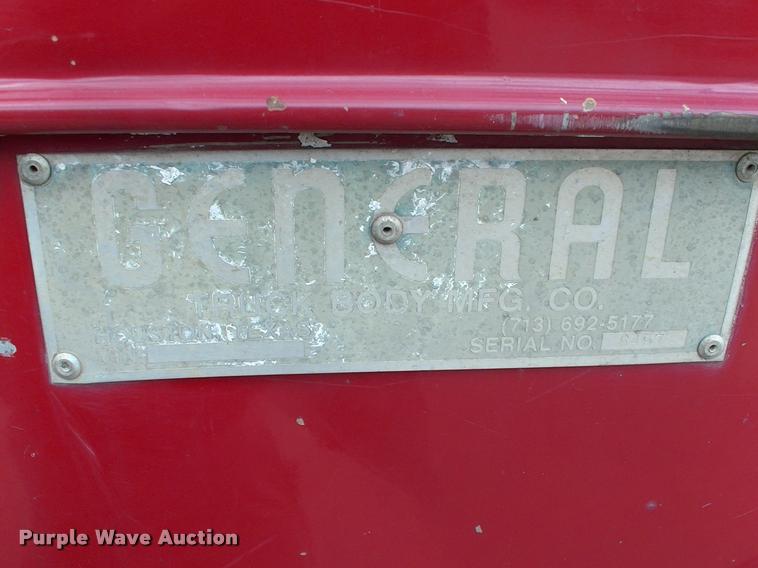 GENERAL
TRUCK BODY MFG. CO.
HOUSTON, TEXAS
(713) 692-5177
SERIAL NO.
Purple Wave Auction